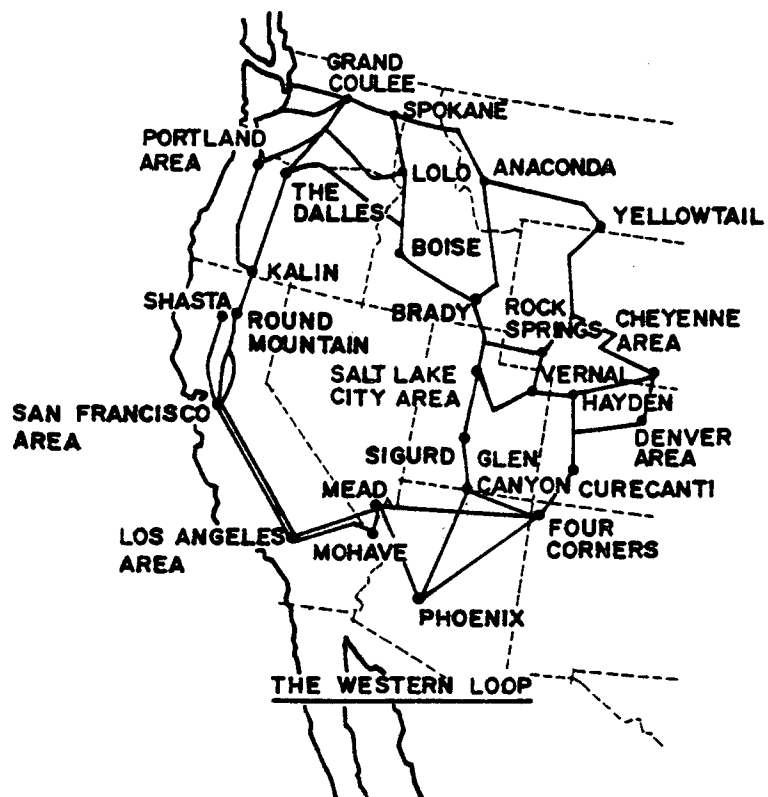 GRAND
COULEE
SPOKANE
PORTLAND
AREA
LOLO
ANACONDA
THE
DALLES
YELLOWTAIL
BOISE
KALIN
SHASTA
ROUND
MOUNTAIN
BRADY
ROCK
SPRINGS
CHEYENNE
AREA
SALT LAKE
CITY AREA
VERNAL
HAYDEN
SAN FRANCISCO
AREA
DENVER
AREA
SIGURD
GLEN
CANYON
CURECANTI
MEAD
FOUR
CORNERS
LOS ANGELES
AREA
MOHAVE
PHOENIX
THE WESTERN LOOP